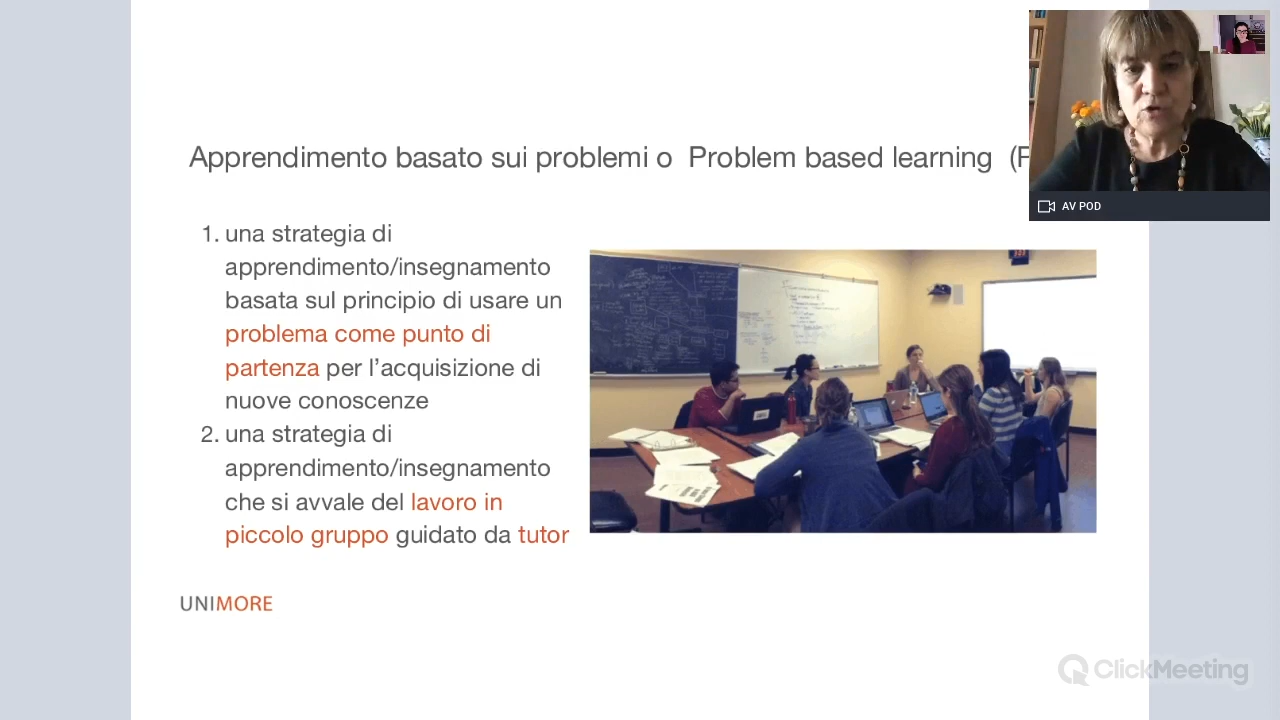 Apprendimento basato sui problemi o Problem based learning (
AV POD
1. una strategia di
apprendimento/insegnamento
basata sul principio di usare un
problema come punto di
partenza per l’acquisizione di
nuove conoscenze
2. una strategia di
apprendimento/insegnamento
che si avvale del lavoro in
piccolo gruppo guidato da tutor
UNIMORE
ClickMeeting